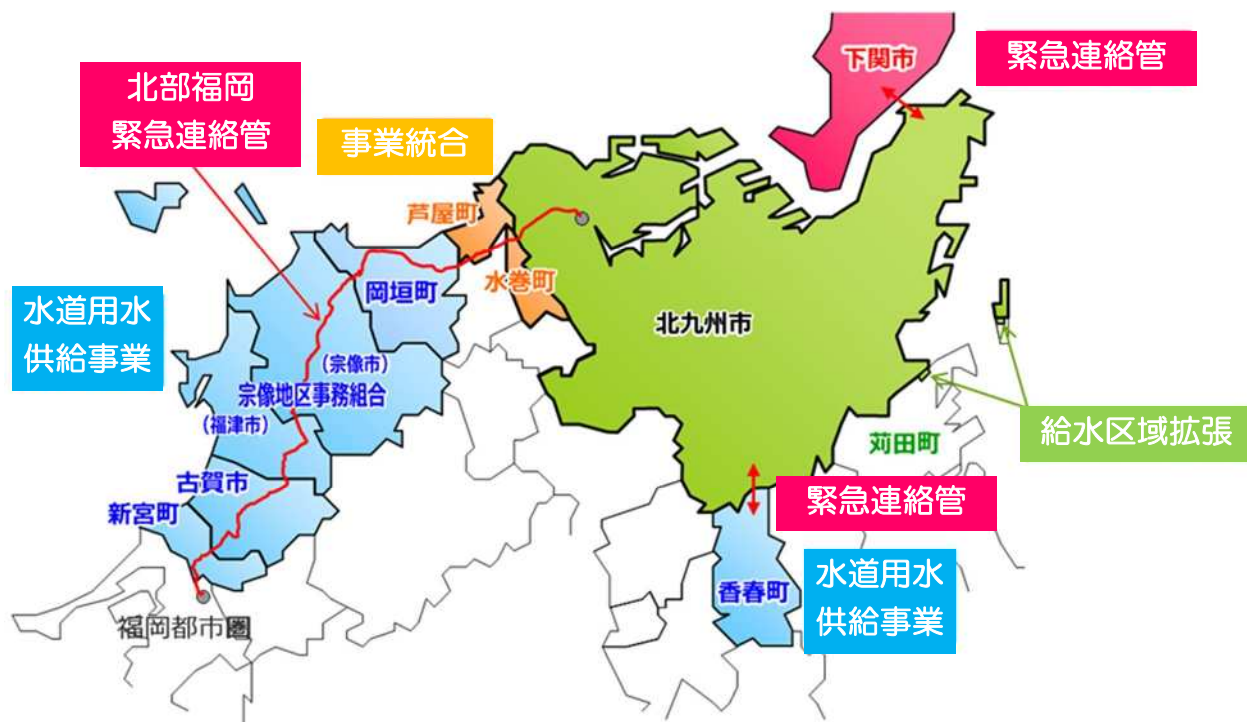 下関市
緊急連絡管
北部福岡
緊急連絡管
事業統合
芦屋町
水巻町
岡垣町
水道用水
供給事業
北九州市
(宗像市)
宗像地区事務組合
(福津市)
給水区域拡張
苅田町
古賀市
新宮町
緊急連絡管
香春町
水道用水
供給事業
福岡都市圏